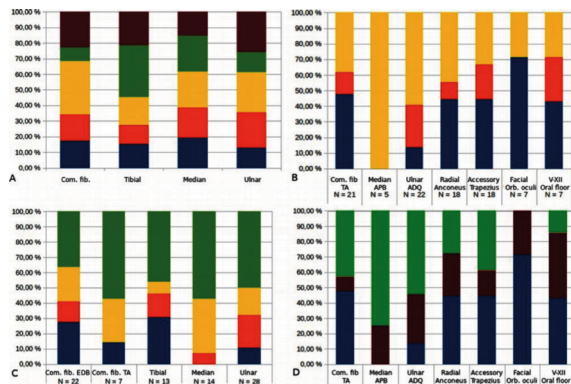 100,00 %
90,00 %
80,00 %
70,00 %
60,00 %
50,00 %
40,00 %
30,00 %
20,00 %
10,00 %
0,00 %
A
Com. fib.
Tibial
Median
Ulnar
100,00 %
90,00 %
80,00 %
70,00 %
60,00 %
50,00 %
40,00 %
30,00 %
20,00 %
10,00 %
0,00 %
B
Com. fib
TA
N = 21
Median
APB
N = 5
Ulnar
ADQ
N = 22
Radial
Anconeus
N = 18
Accessory
Trapezius
N = 18
Facial
Orb. oculi
N = 7
V-XII
Oral floor
N = 7
100,00 %
90,00 %
80,00 %
70,00 %
60,00 %
50,00 %
40,00 %
30,00 %
20,00 %
10,00 %
0,00 %
C
Com. fib. EDB
N = 22
Com. fib. TA
N = 7
Tibial
N = 13
Median
N = 14
Ulnar
N = 28
100,00 %
90,00 %
80,00 %
70,00 %
60,00 %
50,00 %
40,00 %
30,00 %
20,00 %
10,00 %
0,00 %
D
Com. fib
TA
Median
APB
Ulnar
ADQ
Radial
Anconeus
Accessory
Trapezius
Facial
Orb. oculi
V-XII
Oral floor